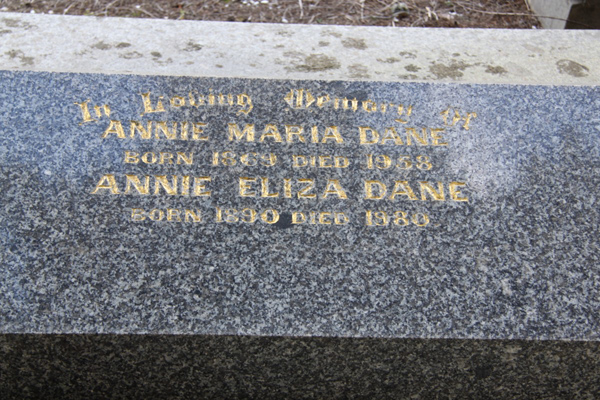 In Loving Memory Of
ANNIE MARIA DANE
BORN 1869 DIED 1958
ANNIE ELIZA DANE
BORN 1890 DIED 1980